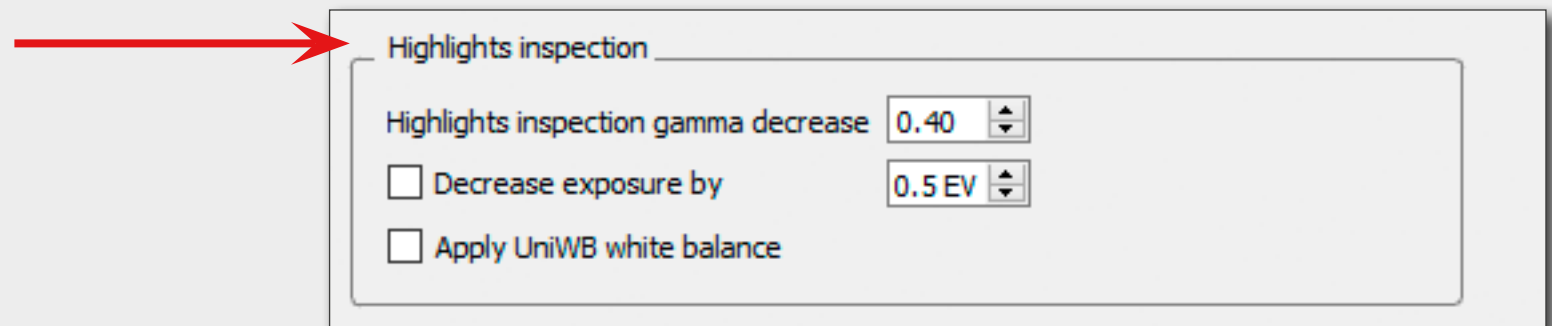 Highlights inspection
Highlights inspection gamma decrease 0.40
Decrease exposure by 0.5 EV
Apply UniWB white balance